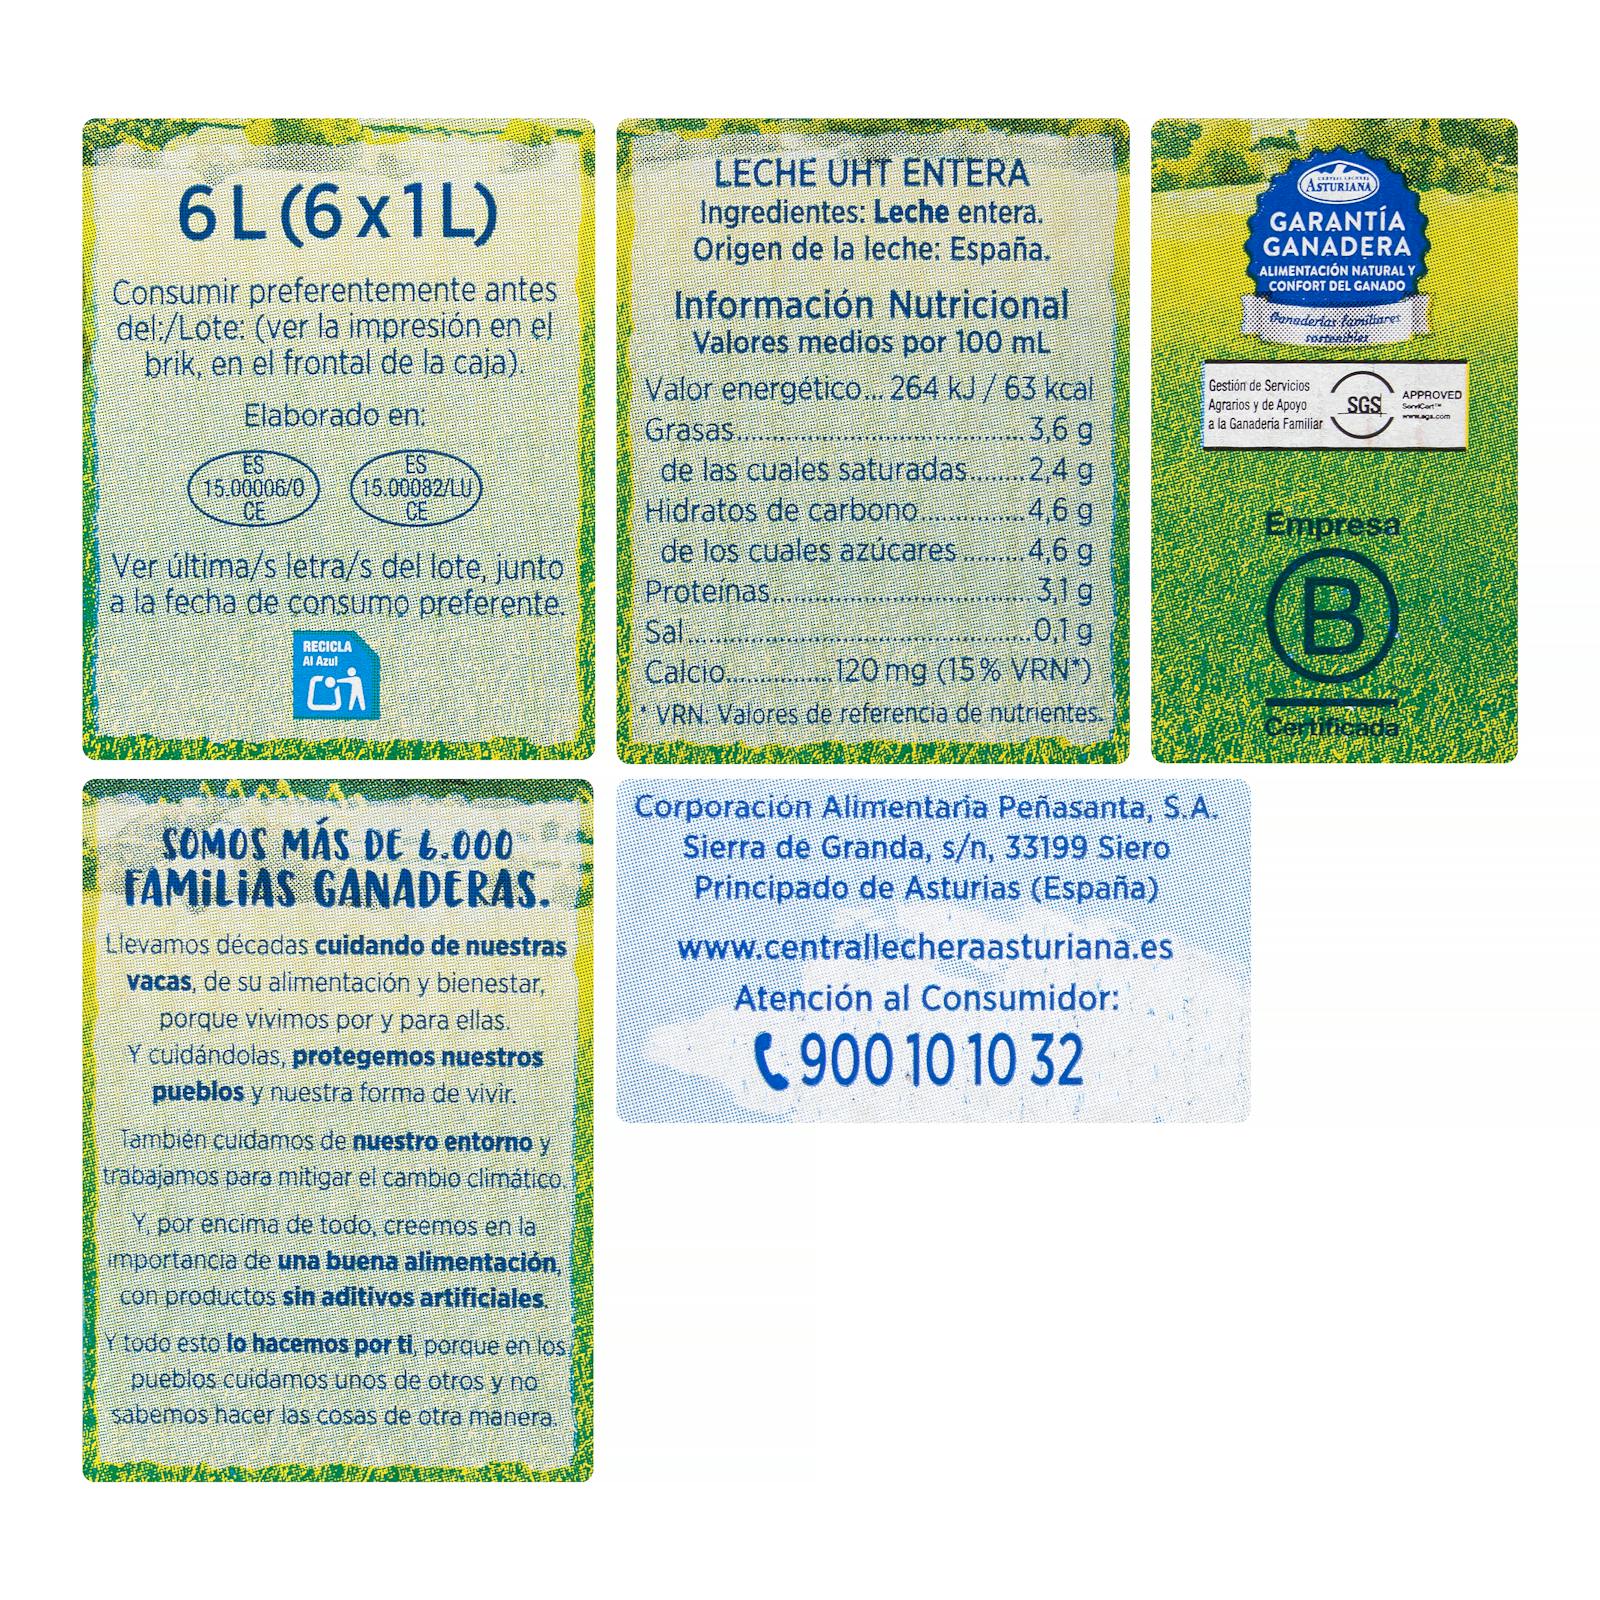 6 L (6 x 1 L)
Consumir preferentemente antes
del:/Lote: (ver la impresión en el
brik, en el frontal de la caja).
Elaborado en:
ES
15.00006/O
CE
ES
15.00082/LU
CE
Ver última/s letra/s del lote, junto
a la fecha de consumo preferente.
RECICLA
Al Azul
LECHE UHT ENTERA
Ingredientes: Leche entera.
Origen de la leche: España.
Información Nutricional
Valores medios por 100 mL
Valor energético... 264 kJ / 63 kcal
Grasas........................... 3,6 g
de las cuales saturadas....... 2,4 g
Hidratos de carbono............ 4,6 g
de los cuales azúcares ........ 4,6 g
Proteínas........................ 3,1 g
Sal................................. 0,1 g
Calcio............. 120 mg (15% VRN*)
* VRN: Valores de referencia de nutrientes.
CENTRAL LECHERA
ASTURIANA
GARANTÍA
GANADERA
ALIMENTACIÓN NATURAL Y
CONFORT DEL GANADO
Ganaderías familiares
sostenibles
Gestión de Servicios
Agrarios y de Apoyo
a la Ganadería Familiar
SGS
APPROVED
ServiCert™
www.sgs.com
Empresa
B
Certificada
SOMOS MÁS DE 6.000
FAMILIAS GANADERAS.
Llevamos décadas cuidando de nuestras
vacas, de su alimentación y bienestar,
porque vivimos por y para ellas.
Y cuidándolas, protegemos nuestros
pueblos y nuestra forma de vivir.
También cuidamos de nuestro entorno y
trabajamos para mitigar el cambio climático.
Y, por encima de todo, creemos en la
importancia de una buena alimentación,
con productos sin aditivos artificiales.
Y todo esto lo hacemos por ti, porque en los
pueblos cuidamos unos de otros y no
sabemos hacer las cosas de otra manera.
Corporación Alimentaria Peñasanta, S.A.
Sierra de Granda, s/n, 33199 Siero
Principado de Asturias (España)
www.centrallecheraasturiana.es
Atención al Consumidor:
900 10 10 32